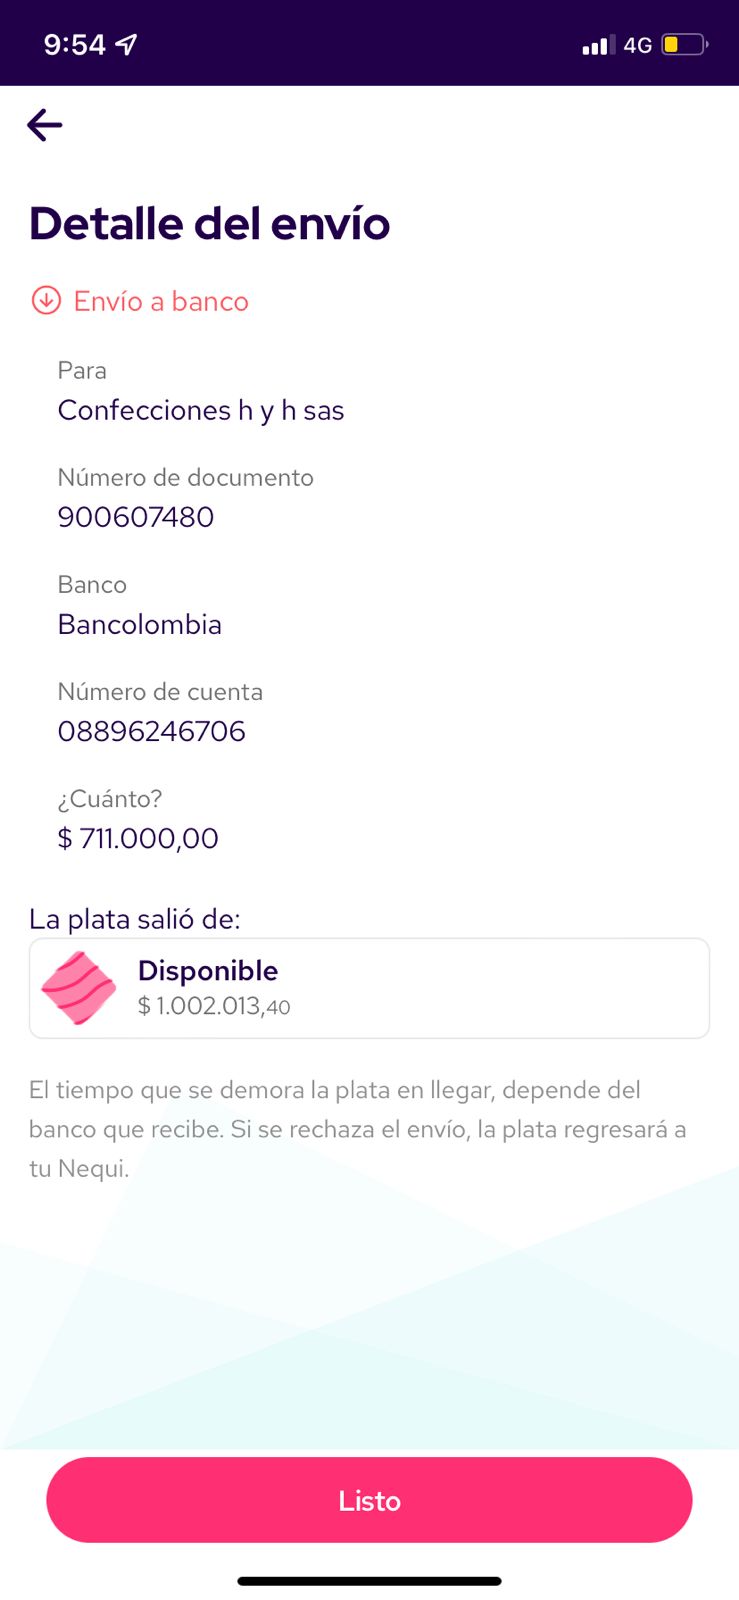 9:54
4G
Detalle del envío
Envío a banco
Para
Confecciones h y h sas
Número de documento
900607480
Banco
Bancolombia
Número de cuenta
08896246706
¿Cuánto?
$ 711.000,00
La plata salió de:
Disponible
$ 1.002.013,40
El tiempo que se demora la plata en llegar, depende del
banco que recibe. Si se rechaza el envío, la plata regresará a
tu Nequi.
Listo